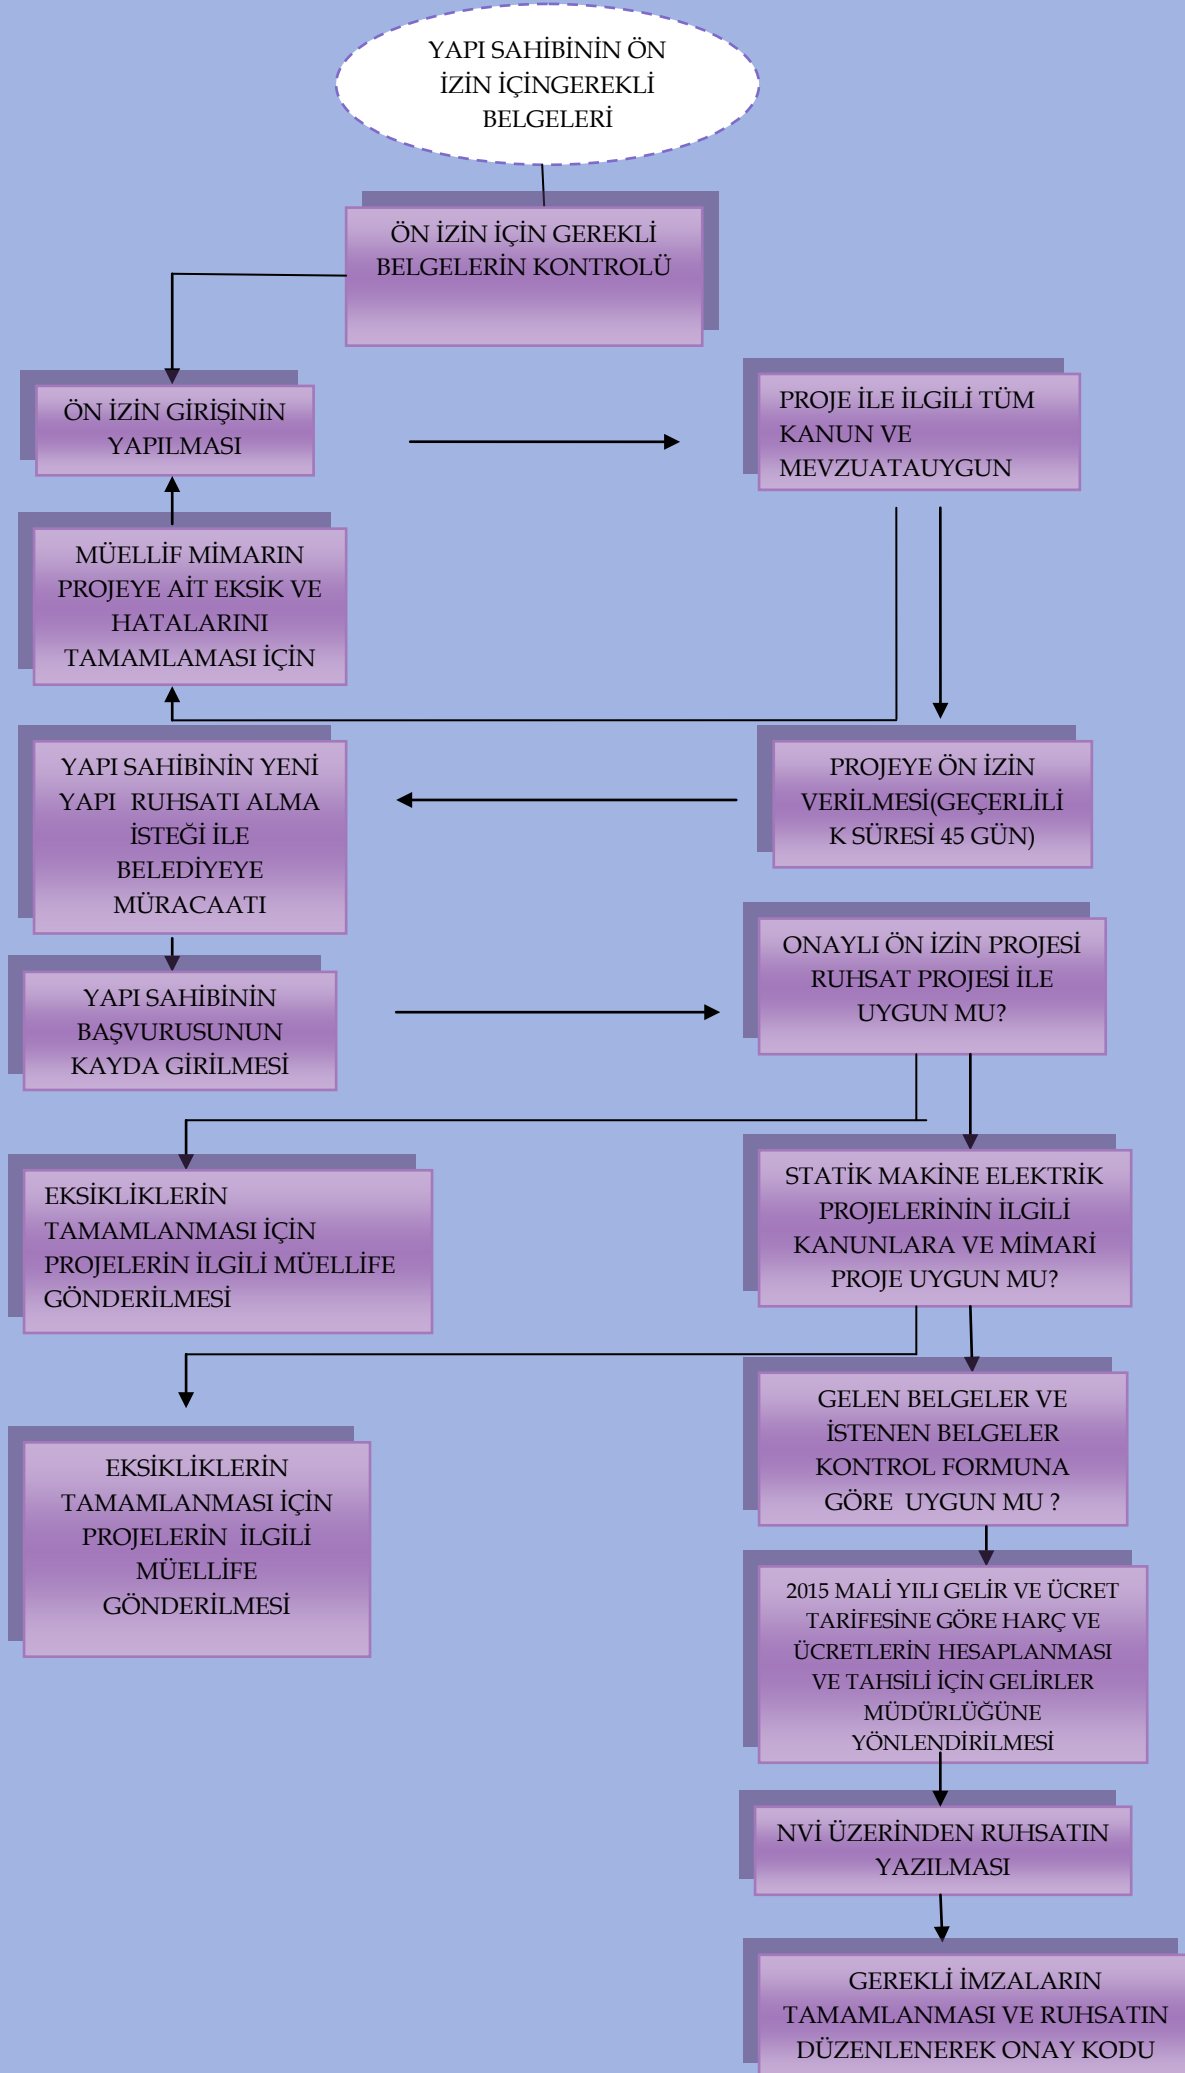 YAPI SAHİBİNİN ÖN
İZİN İÇİNGEREKLİ
BELGELERİ
ÖN İZİN İÇİN GEREKLİ
BELGELERİN KONTROLÜ
ÖN İZİN GİRİŞİNİN
YAPILMASI
PROJE İLE İLGİLİ TÜM
KANUN VE
MEVZUATAUYGUN
MÜELLİF MİMARIN
PROJEYE AİT EKSİK VE
HATALARINI
TAMAMLAMASI İÇİN
YAPI SAHİBİNİN YENİ
YAPI RUHSATI ALMA
İSTEĞİ İLE
BELEDİYEYE
MÜRACAATI
PROJEYE ÖN İZİN
VERİLMESİ(GEÇERLİLİ
K SÜRESİ 45 GÜN)
YAPI SAHİBİNİN
BAŞVURUSUNUN
KAYDA GİRİLMESİ
ONAYLI ÖN İZİN PROJESİ
RUHSAT PROJESİ İLE
UYGUN MU?
EKSİKLİKLERİN
TAMAMLANMASI İÇİN
PROJELERİN İLGİLİ MÜELLİFE
GÖNDERİLMESİ
STATİK MAKİNE ELEKTRİK
PROJELERİNİN İLGİLİ
KANUNLARA VE MİMARİ
PROJE UYGUN MU?
EKSİKLİKLERİN
TAMAMLANMASI İÇİN
PROJELERİN İLGİLİ
MÜELLİFE
GÖNDERİLMESİ
GELEN BELGELER VE
İSTENEN BELGELER
KONTROL FORMUNA
GÖRE UYGUN MU ?
2015 MALİ YILI GELİR VE ÜCRET
TARİFESİNE GÖRE HARÇ VE
ÜCRETLERİN HESAPLANMASI
VE TAHSİLİ İÇİN GELİRLER
MÜDÜRLÜĞÜNE
YÖNLENDİRİLMESİ
NVİ ÜZERİNDEN RUHSATIN
YAZILMASI
GEREKLİ İMZALARIN
TAMAMLANMASI VE RUHSATIN
DÜZENLENEREK ONAY KODU